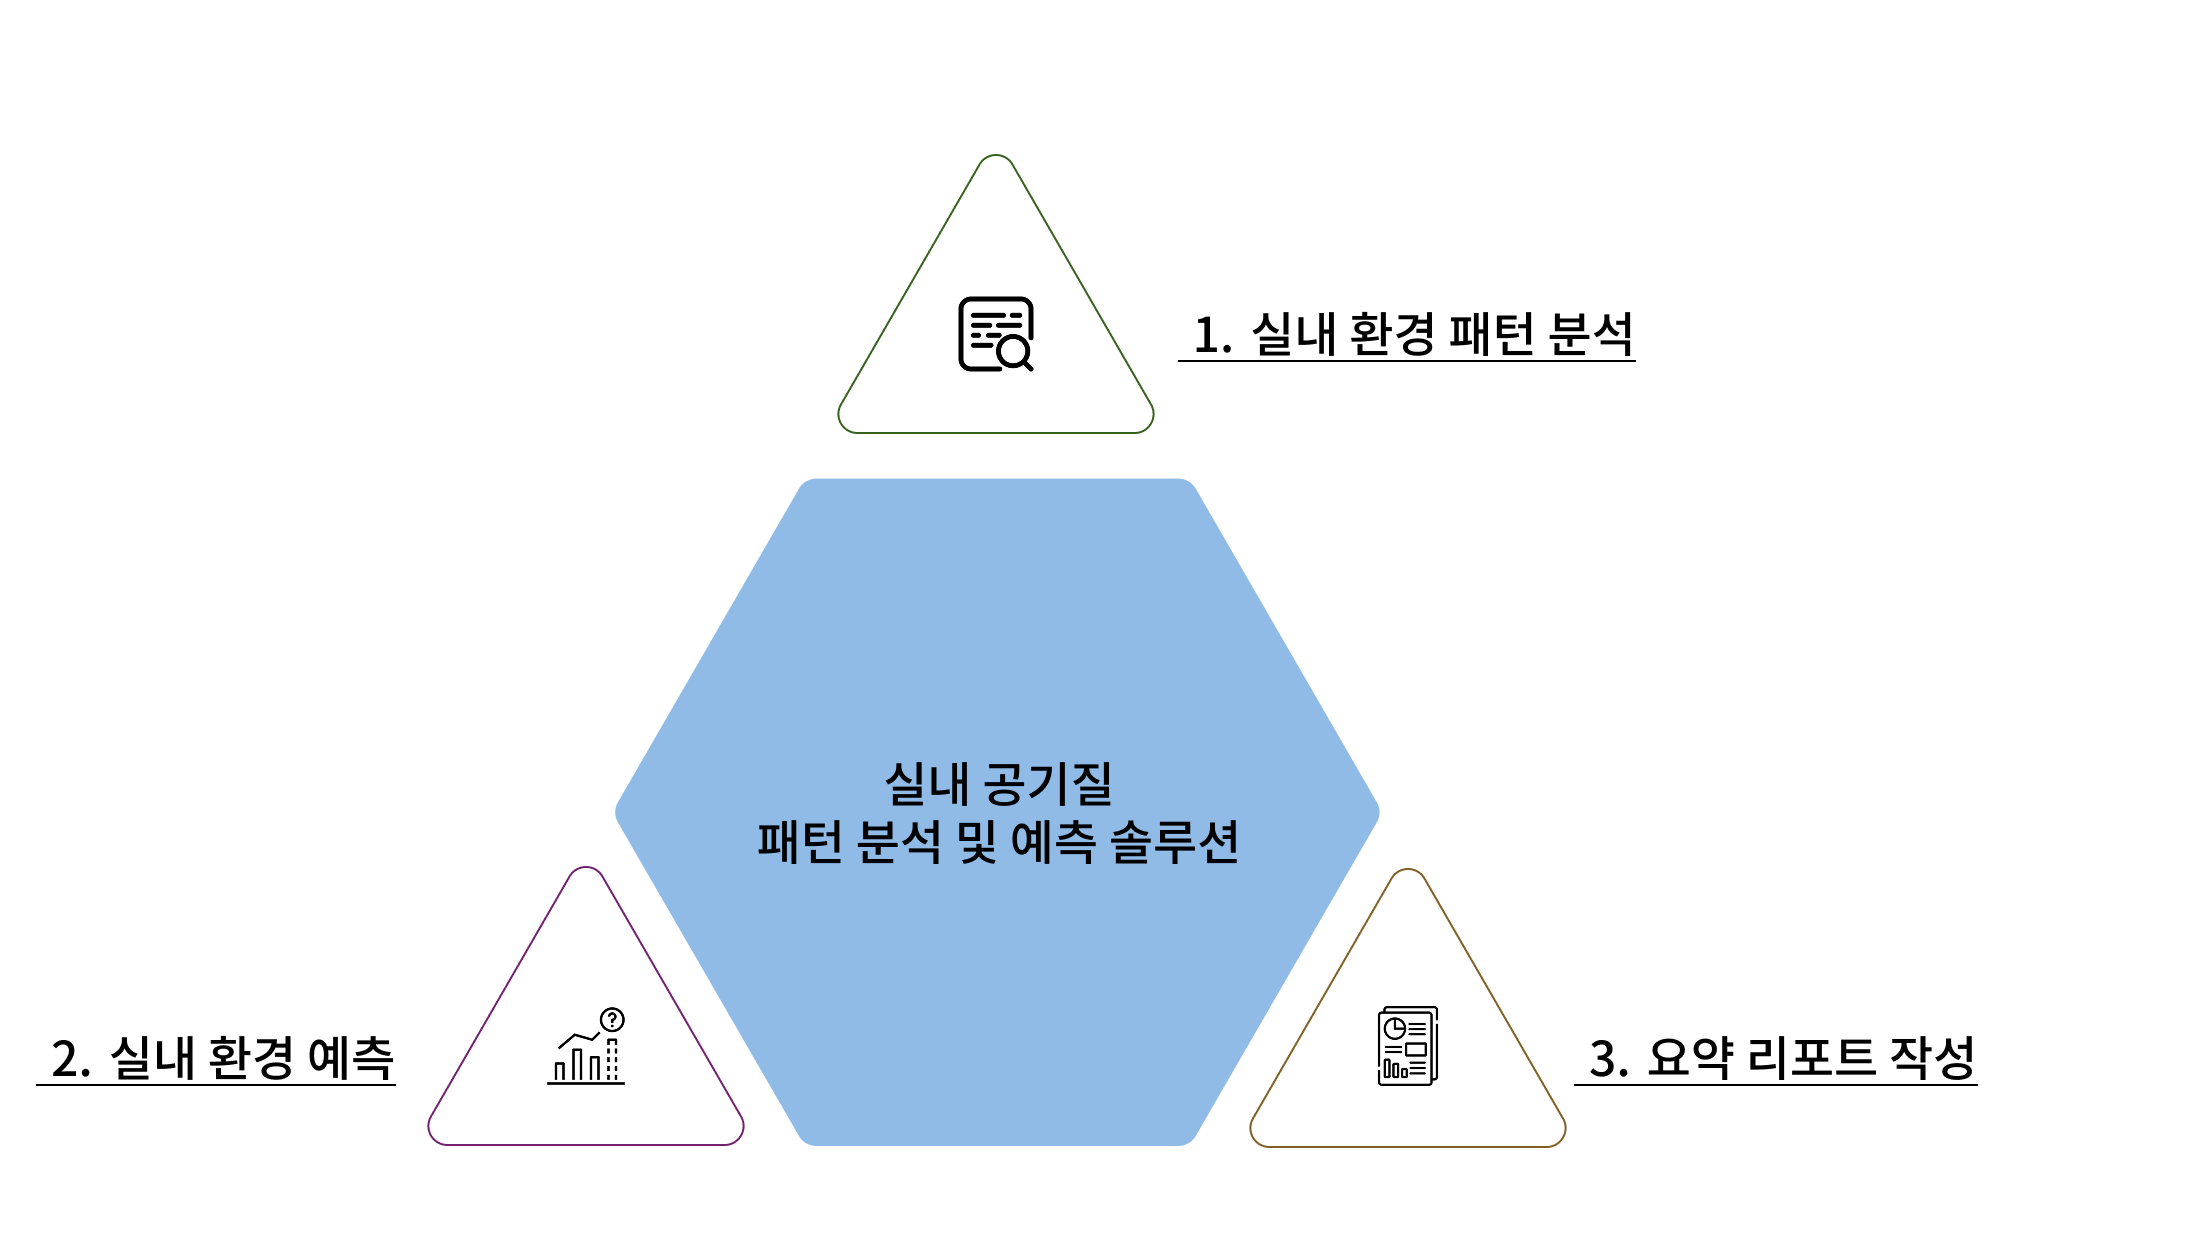 1. 실내 환경 패턴 분석
실내 공기질
패턴 분석 및 예측 솔루션
2. 실내 환경 예측
3. 요약 리포트 작성
?